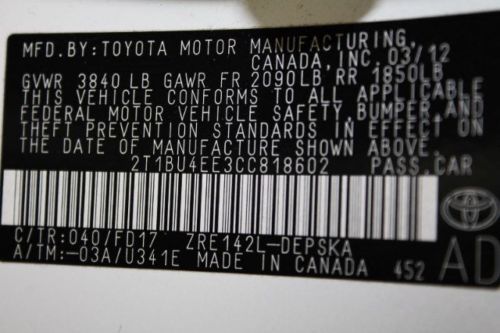 MFD.BY:TOYOTA MOTOR MANUFACTURING,
CANADA,INC. 03/12
GVWR 3840 LB GAWR FR 2090LB,RR 1850LB
THIS VEHICLE CONFORMS TO ALL APPLICABLE
FEDERAL MOTOR VEHICLE SAFETY,BUMPER,AND
THEFT PREVENTION STANDARDS IN EFFECT ON
THE DATE OF MANUFACTURE SHOWN ABOVE.
2T1BU4EE3CC818602 PASS.CAR
C/TR:040/FD17 ZRE142L-DEPSKA
A/TM:-03A/U341E MADE IN CANADA 452
AD